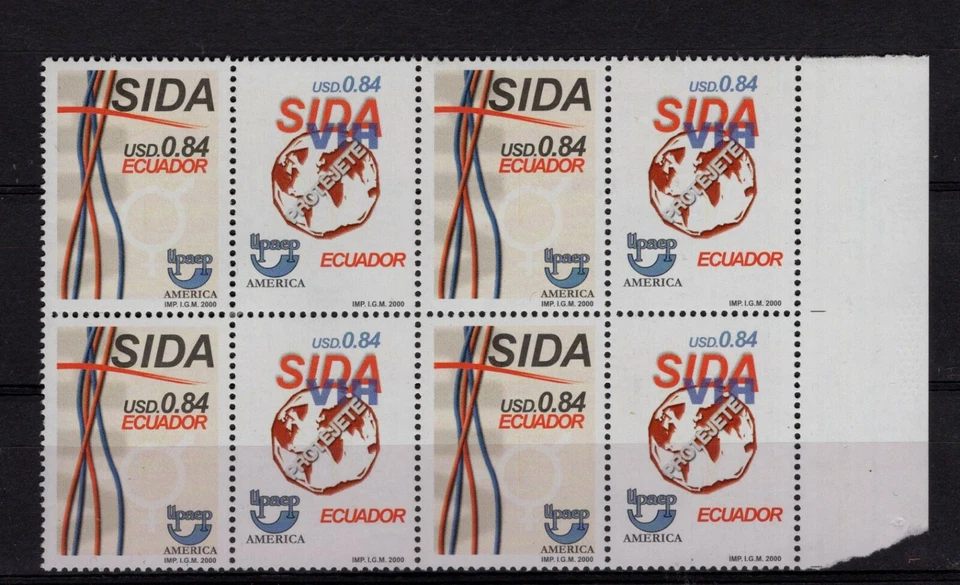 SIDA
USD.0.84
ECUADOR
Upaep
AMERICA
IMP. I.G.M. 2000
USD.0.84
SIDA
VIH
PROTEJETE
Upaep
ECUADOR
AMERICA
IMP. I.G.M. 2000
SIDA
USD.0.84
ECUADOR
Upaep
AMERICA
IMP. I.G.M. 2000
USD.0.84
SIDA
VIH
PROTEJETE
Upaep
ECUADOR
AMERICA
IMP. I.G.M. 2000
SIDA
USD.0.84
ECUADOR
Upaep
AMERICA
IMP. I.G.M. 2000
USD.0.84
SIDA
VIH
PROTEJETE
Upaep
ECUADOR
AMERICA
IMP. I.G.M. 2000
SIDA
USD.0.84
ECUADOR
Upaep
AMERICA
IMP. I.G.M. 2000
USD.0.84
SIDA
VIH
PROTEJETE
Upaep
ECUADOR
AMERICA
IMP. I.G.M. 2000